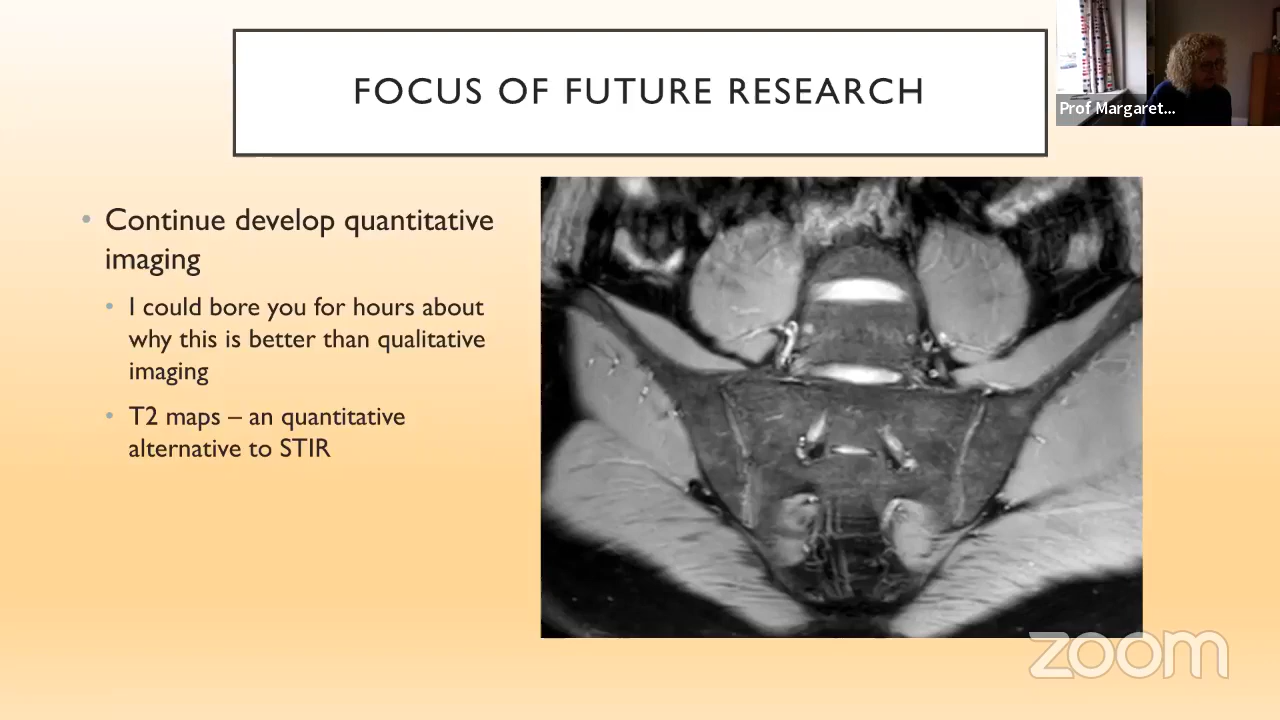 FOCUS OF FUTURE RESEARCH
Prof Margaret...
• Continue develop quantitative
imaging
• I could bore you for hours about
why this is better than qualitative
imaging
• T2 maps – an quantitative
alternative to STIR
zoom